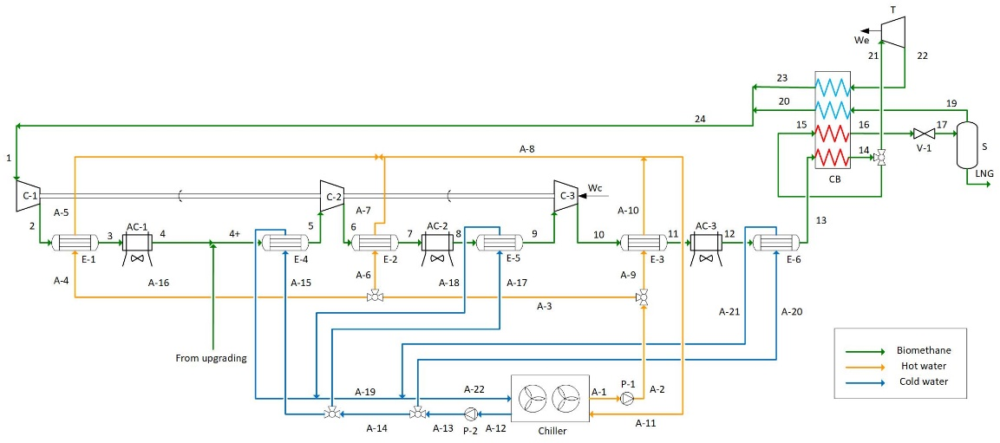 T
We
21
22
23
20
19
24
15
16
17
14
V-1
S
CB
LNG
1
A-8
C-1
C-2
C-3
Wc
A-5
A-7
A-10
13
2
3
AC-1
4
4+
5
6
7
AC-2
8
9
10
11
AC-3
12
E-1
E-4
E-2
E-5
E-3
E-6
A-4
A-16
A-15
A-6
A-18
A-17
A-9
A-3
A-21
A-20
From upgrading
Biomethane
Hot water
Cold water
A-19
A-22
A-1
P-1
A-2
A-14
A-13
P-2
A-12
Chiller
A-11